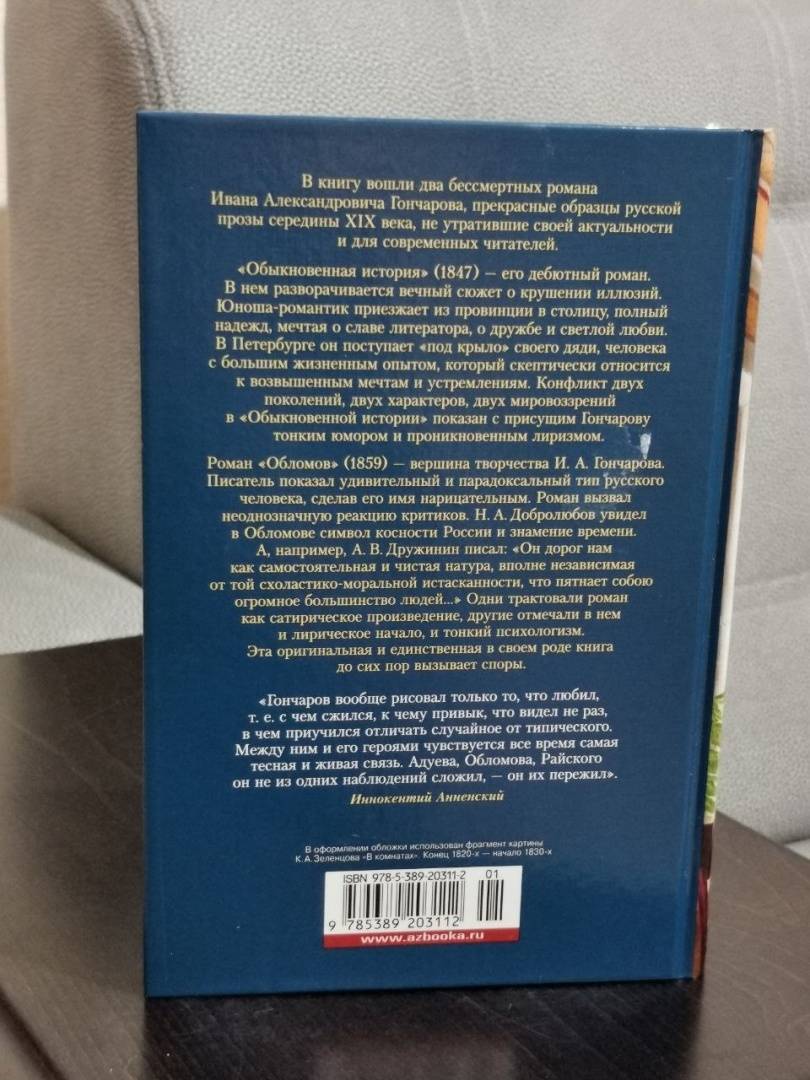 В книгу вошли два бессмертных романа
Ивана Александровича Гончарова, прекрасные образцы русской
прозы середины XIX века, не утратившие своей актуальности
и для современных читателей.
«Обыкновенная история» (1847) — его дебютный роман.
В нем разворачивается вечный сюжет о крушении иллюзий.
Юноша-романтик приезжает из провинции в столицу, полный
надежд, мечтая о славе литератора, о дружбе и светлой любви.
В Петербурге он поступает «под крыло» своего дяди, человека
с большим жизненным опытом, который скептически относится
к возвышенным мечтам и устремлениям. Конфликт двух
поколений, двух характеров, двух мировоззрений
в «Обыкновенной истории» показан с присущим Гончарову
тонким юмором и проникновенным лиризмом.
Роман «Обломов» (1859) — вершина творчества И. А. Гончарова.
Писатель показал удивительный и парадоксальный тип русского
человека, сделав его имя нарицательным. Роман вызвал
неоднозначную реакцию критиков. Н. А. Добролюбов увидел
в Обломове символ косности России и знамение времени.
А, например, А. В. Дружинин писал: «Он дорог нам
как самостоятельная и чистая натура, вполне независимая
от той схоластико-моральной истасканности, что пятнает собою
огромное большинство людей...» Одни трактовали роман
как сатирическое произведение, другие отмечали в нем
и лирическое начало, и тонкий психологизм.
Эта оригинальная и единственная в своем роде книга
до сих пор вызывает споры.
«Гончаров вообще рисовал только то, что любил,
т. е. с чем сжился, к чему привык, что видел не раз,
в чем приучился отличать случайное от типического.
Между ним и его героями чувствуется все время самая
тесная и живая связь. Адуева, Обломова, Райского
он не из одних наблюдений сложил, — он их пережил».
Иннокентий Анненский
В оформлении обложки использован фрагмент картины
К. А. Зеленцова «В комнатах». Конец 1820-х — начало 1830-х
ISBN 978-5-389-20311-2 01
9 785389 203112
www.azbooka.ru